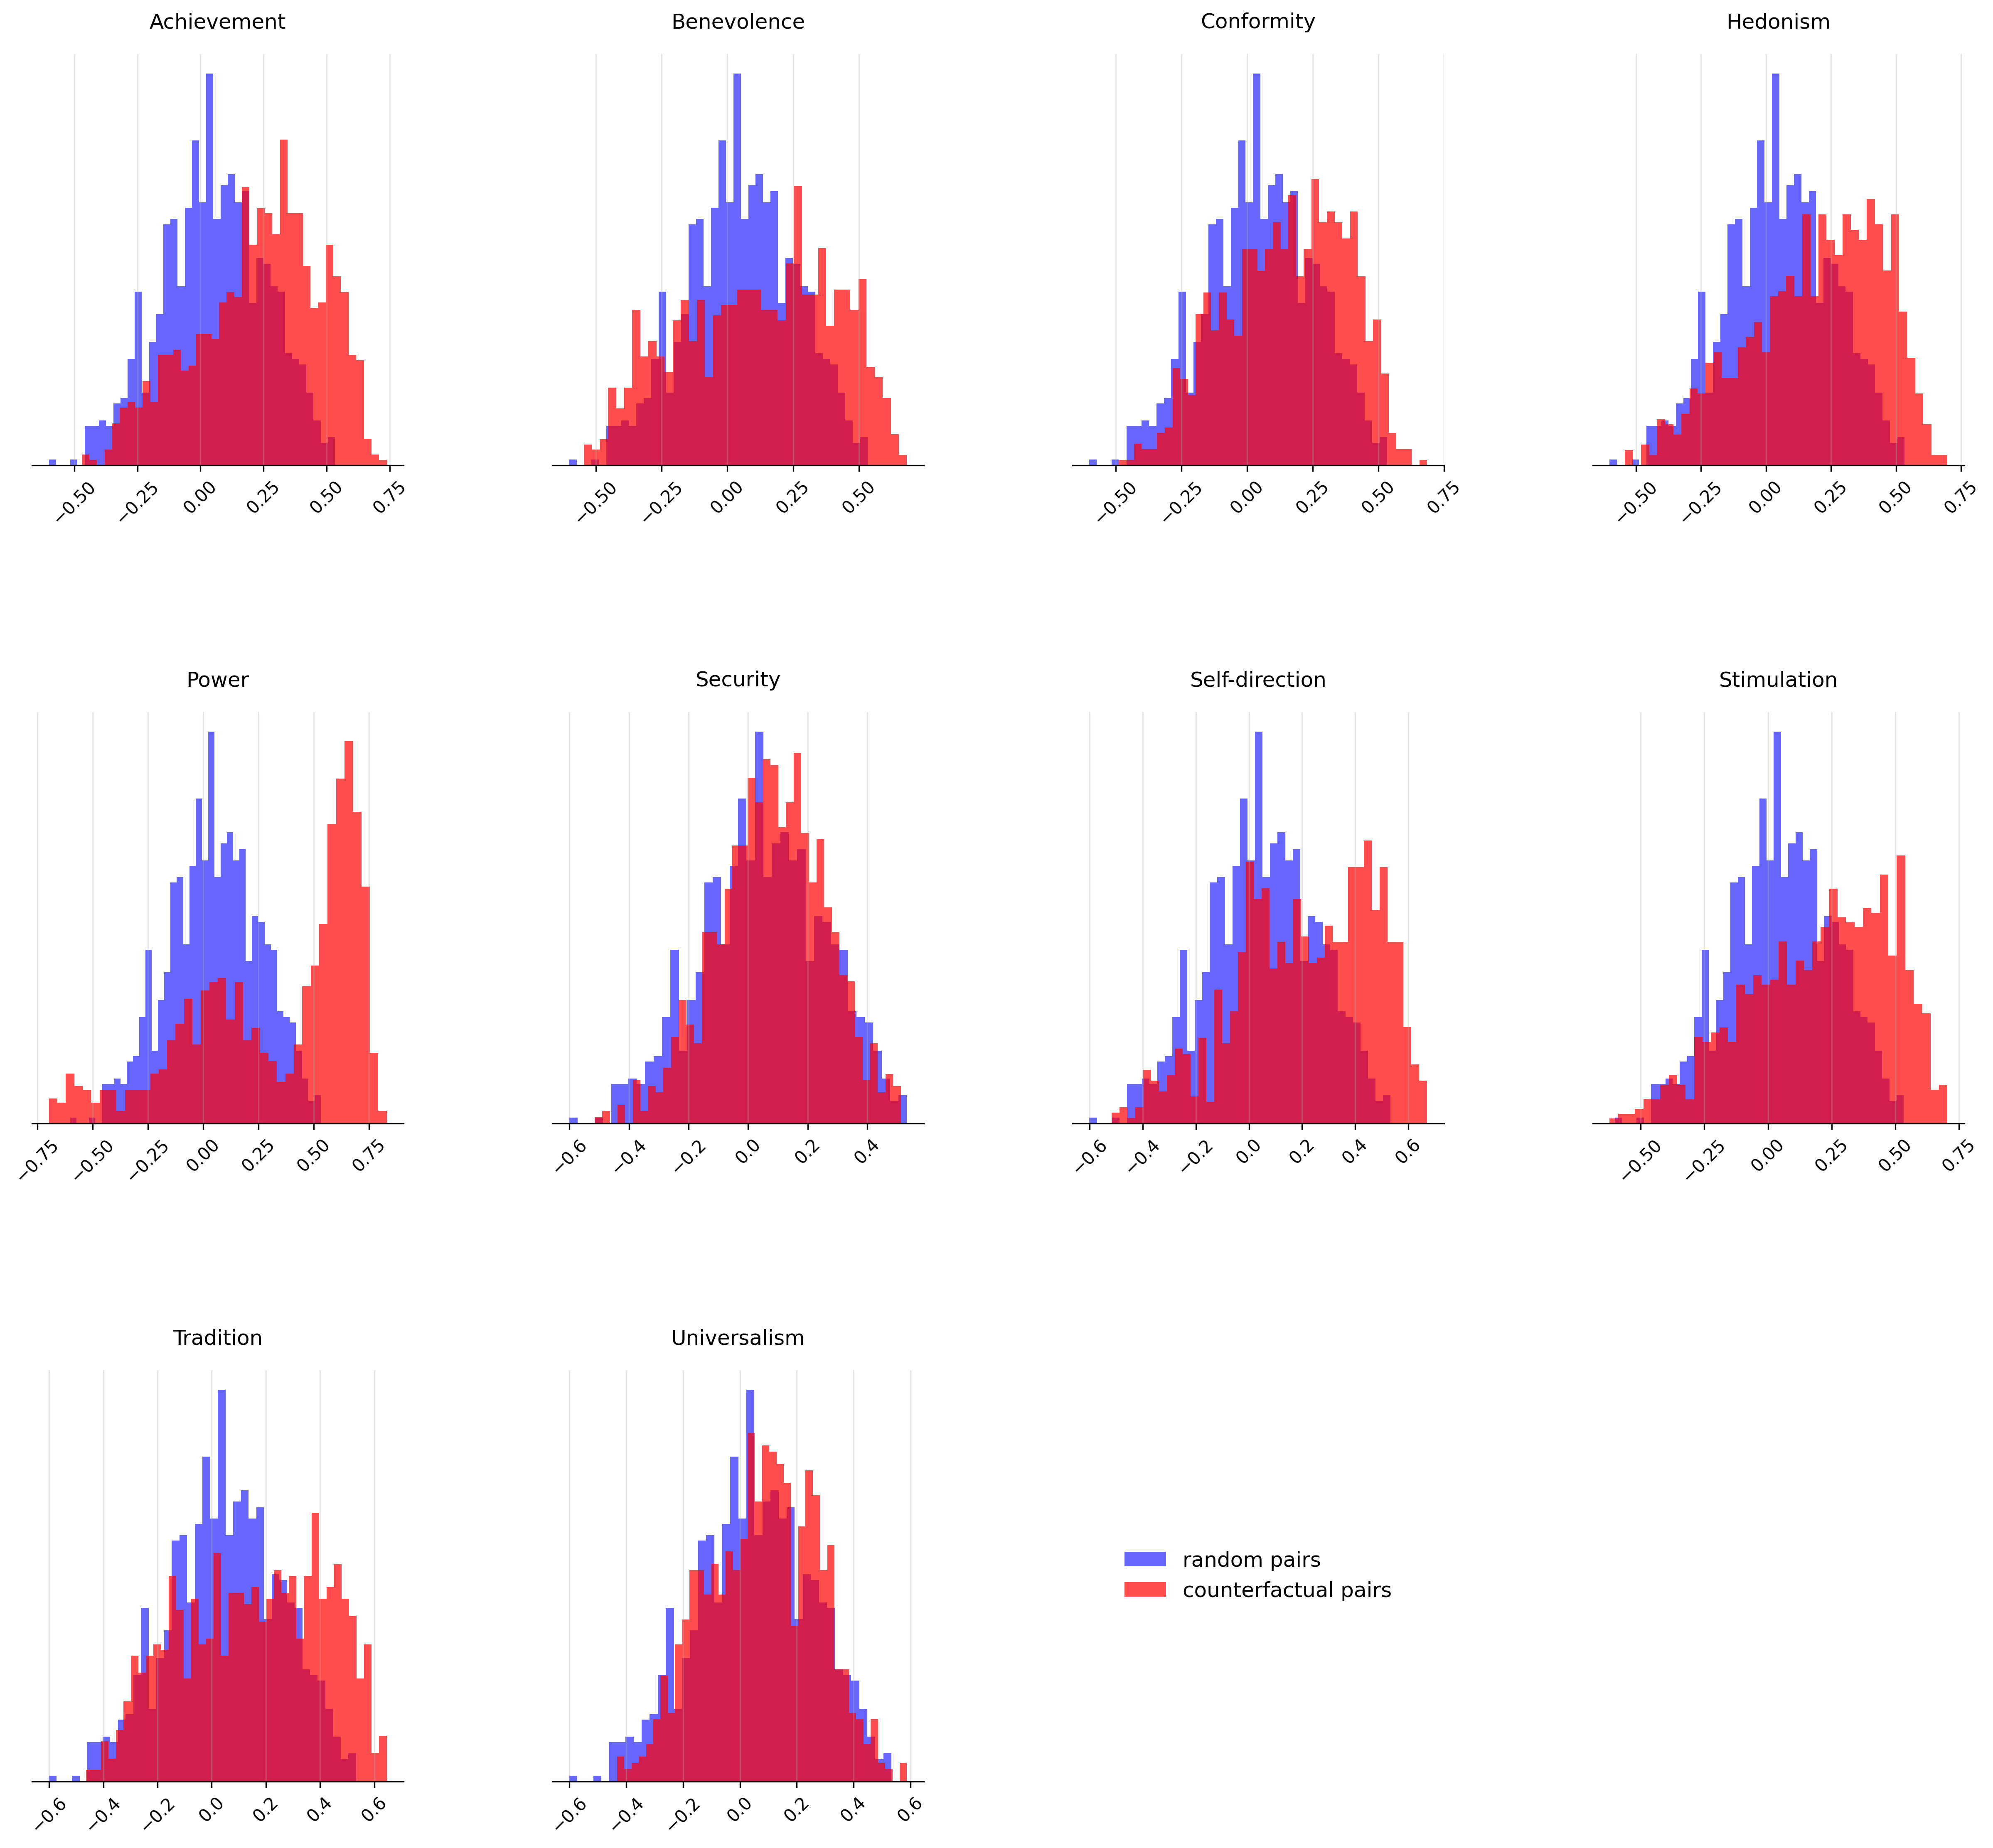 Achievement Benevolence Conformity Hedonism
−0.50 −0.25 0.00 0.25 0.50 0.75 −0.50 −0.25 0.00 0.25 0.50 −0.50 −0.25 0.00 0.25 0.50 0.75 −0.50 −0.25 0.00 0.25 0.50 0.75
Power Security Self-direction Stimulation
−0.75 −0.50 −0.25 0.00 0.25 0.50 0.75 −0.6 −0.4 −0.2 0.0 0.2 0.4 −0.6 −0.4 −0.2 0.0 0.2 0.4 0.6 −0.50 −0.25 0.00 0.25 0.50 0.75
Tradition Universalism
random pairs
counterfactual pairs
−0.6 −0.4 −0.2 0.0 0.2 0.4 0.6 −0.6 −0.4 −0.2 0.0 0.2 0.4 0.6